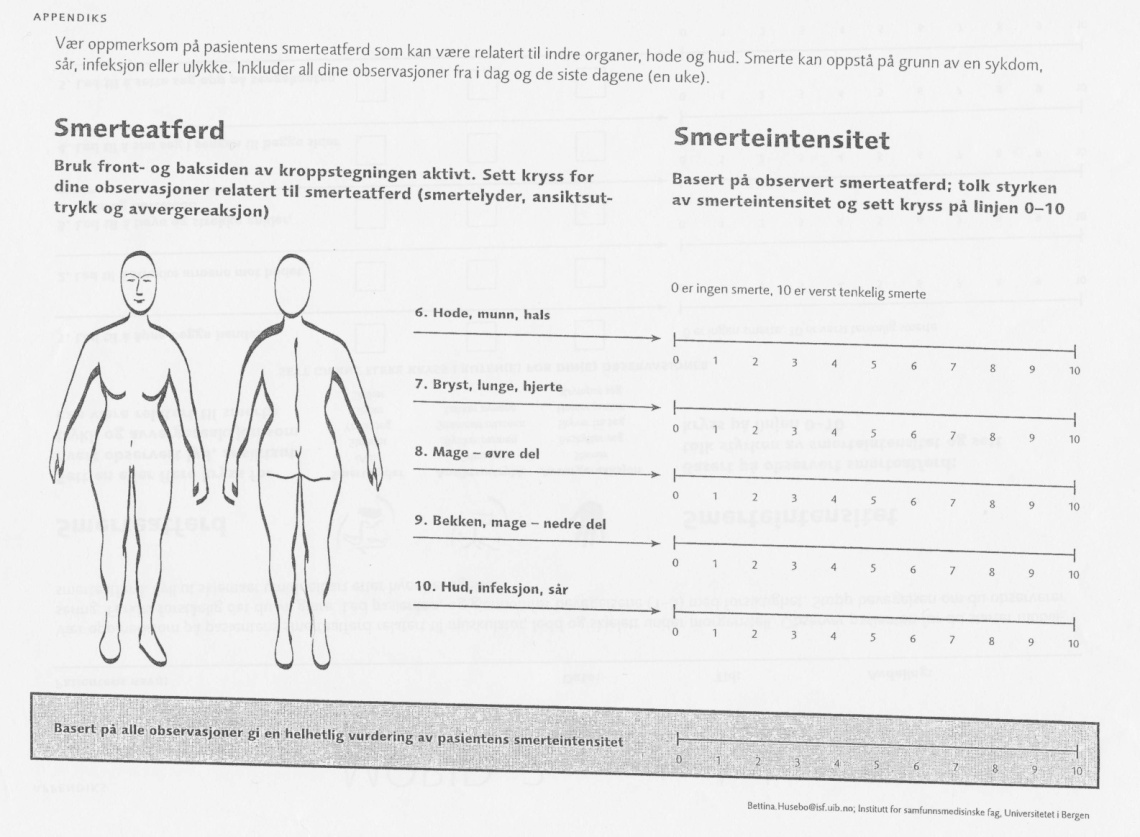 APPENDIKS
Vær oppmerksom på pasientens smerteatferd som kan være relatert til indre organer, hode og hud. Smerte kan oppstå på grunn av en sykdom,
sår, infeksjon eller ulykke. Inkluder all dine observasjoner fra i dag og de siste dagene (en uke).
Smerteatferd
Bruk front- og baksiden av kroppstegningen aktivt. Sett kryss for
dine observasjoner relatert til smerteatferd (smertelyder, ansiktsut-
trykk og avvergereaksjon)
Smerteintensitet
Basert på observert smerteatferd; tolk styrken
av smerteintensitet og sett kryss på linjen 0–10
0 er ingen smerte, 10 er verst tenkelig smerte
6. Hode, munn, hals
0 1 2 3 4 5 6 7 8 9 10
7. Bryst, lunge, hjerte
0 1 2 3 4 5 6 7 8 9 10
8. Mage – øvre del
0 1 2 3 4 5 6 7 8 9 10
9. Bekken, mage – nedre del
0 1 2 3 4 5 6 7 8 9 10
10. Hud, infeksjon, sår
0 1 2 3 4 5 6 7 8 9 10
Basert på alle observasjoner gi en helhetlig vurdering av pasientens smerteintensitet
0 1 2 3 4 5 6 7 8 9 10
Bettina.Husebo@isf.uib.no; Institutt for samfunnsmedisinske fag, Universitetet i Bergen